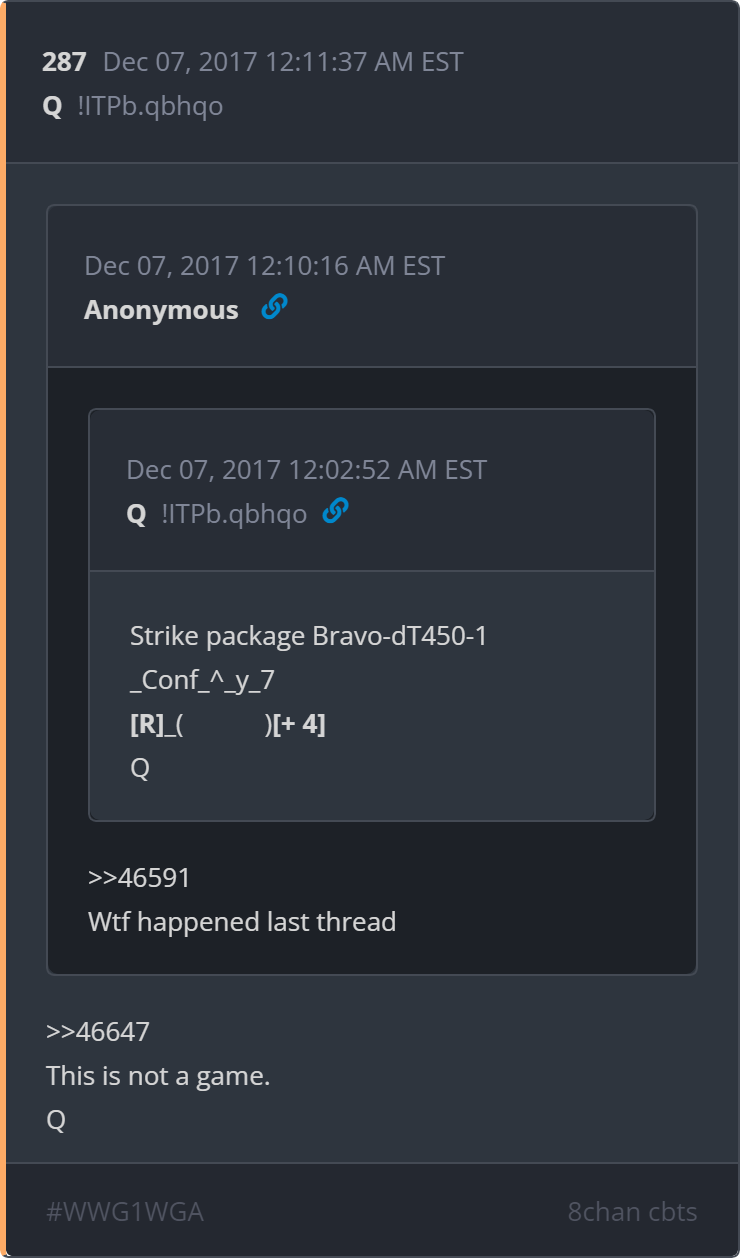 287 Dec 07, 2017 12:11:37 AM EST
Q !ITPb.qbhqo
Dec 07, 2017 12:10:16 AM EST
Anonymous
Dec 07, 2017 12:02:52 AM EST
Q !ITPb.qbhqo
Strike package Bravo-dT450-1
_Conf_^_y_7
[R]_( )[+ 4]
Q
>>46591
Wtf happened last thread
>>46647
This is not a game.
Q
#WWG1WGA 8chan cbts